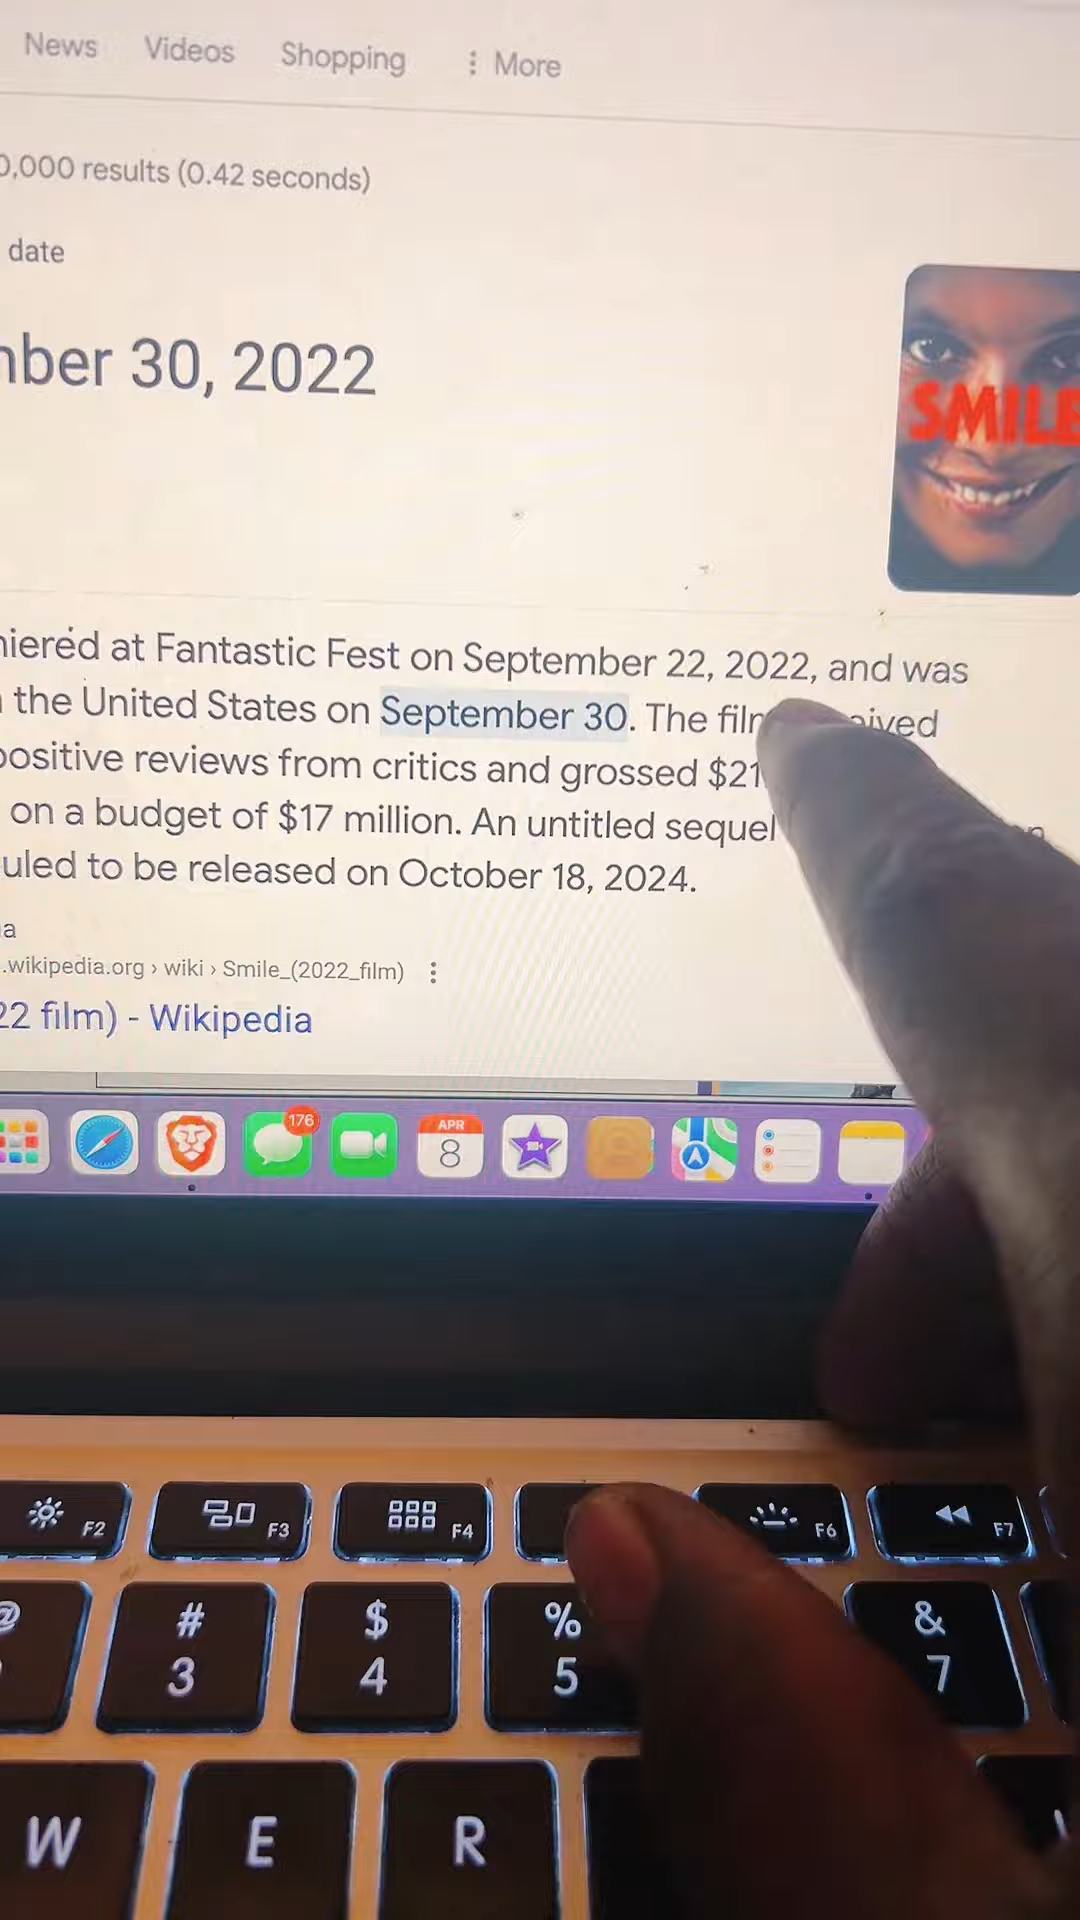 News Videos Shopping More
0,000 results (0.42 seconds)
date
mber 30, 2022
SMILE
miered at Fantastic Fest on September 22, 2022, and was
the United States on September 30. The film
positive reviews from critics and grossed $21
on a budget of $17 million. An untitled sequel
uled to be released on October 18, 2024.
a
.wikipedia.org › wiki › Smile_(2022_film)
22 film) - Wikipedia
176
APR
8
F2 F3 F4 F6 F7
@ # $ % &
3 4 5 7
W E R